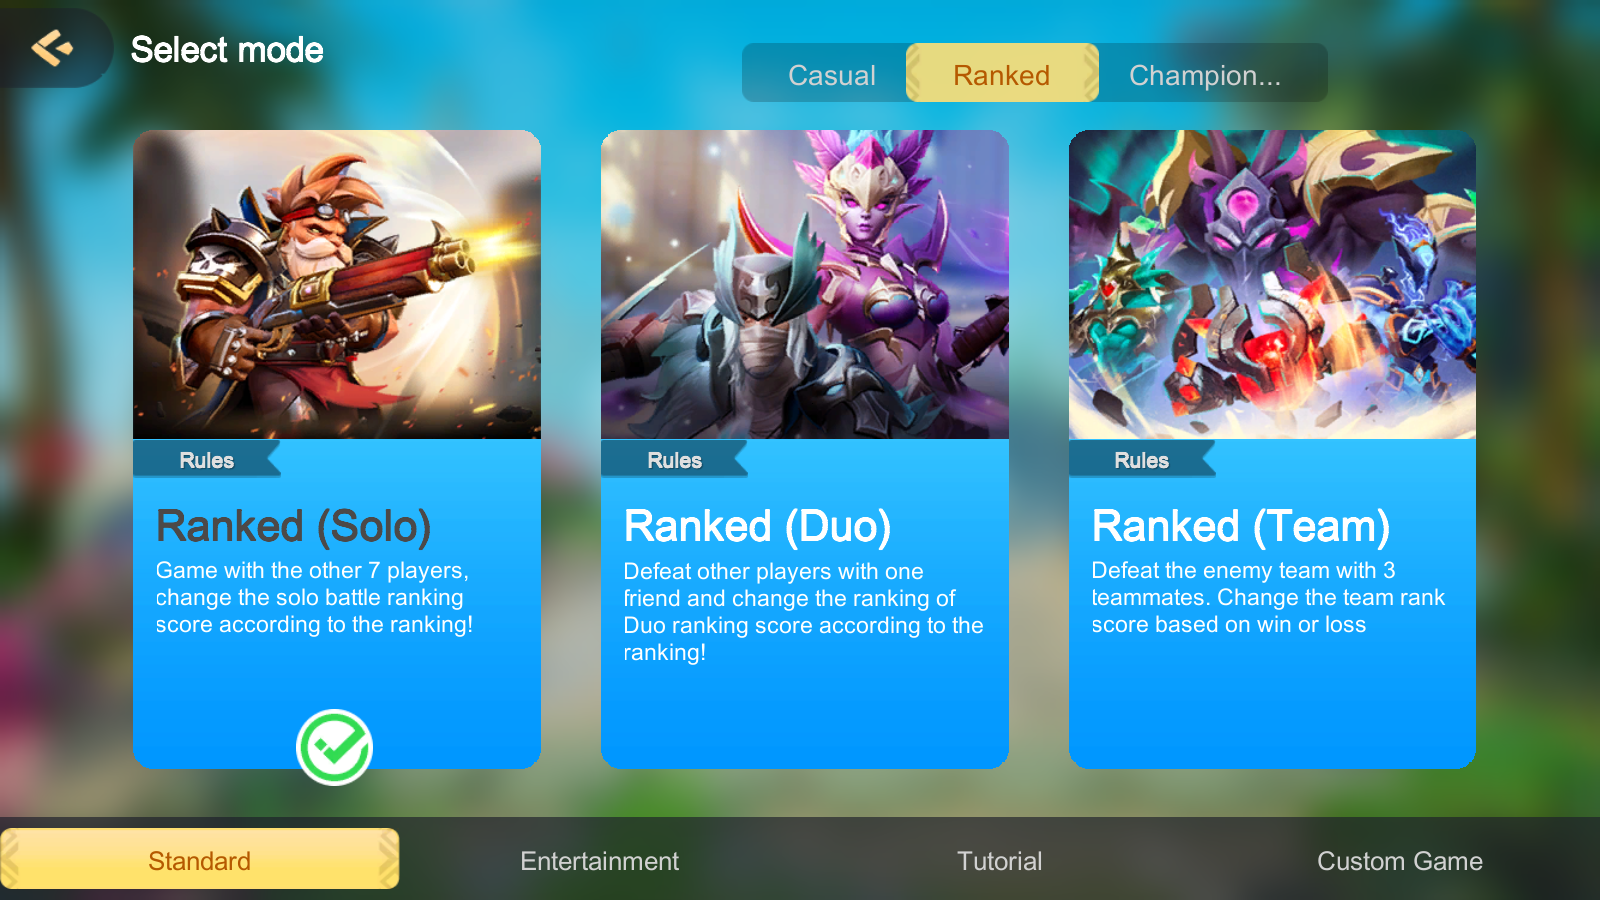 Select mode
Casual
Ranked
Champion...
Rules
Ranked (Solo)
Game with the other 7 players,
change the solo battle ranking
score according to the ranking!
Rules
Ranked (Duo)
Defeat other players with one
friend and change the ranking of
Duo ranking score according to the
ranking!
Rules
Ranked (Team)
Defeat the enemy team with 3
teammates. Change the team rank
score based on win or loss
Standard
Entertainment
Tutorial
Custom Game